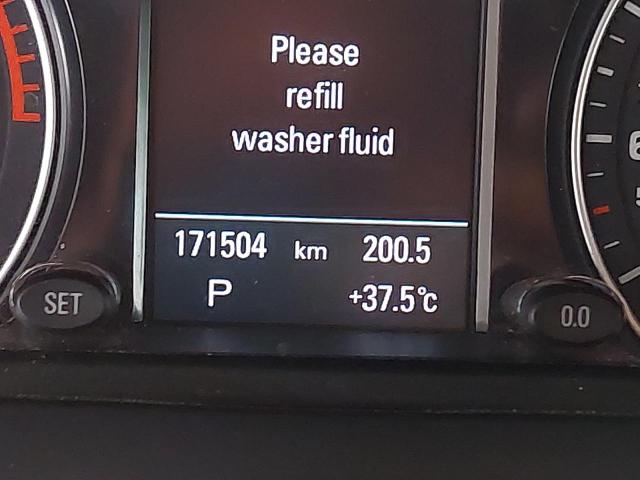 Please
refill
washer fluid
171504 km 200.5
P +37.5°c
SET
0.0